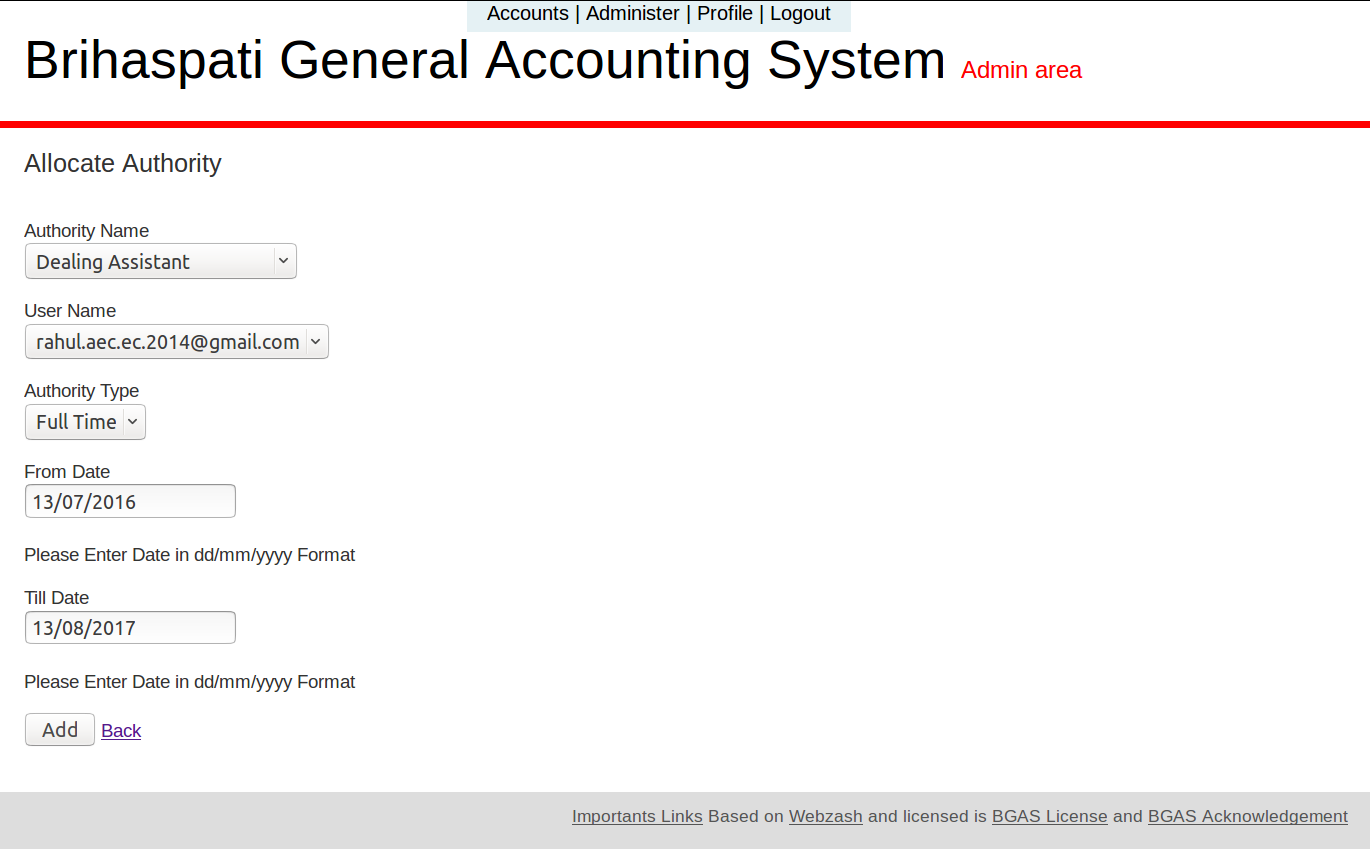 Accounts | Administer | Profile | Logout
Brihaspati General Accounting System Admin area
Allocate Authority
Authority Name
Dealing Assistant
User Name
rahul.aec.ec.2014@gmail.com
Authority Type
Full Time
From Date
13/07/2016
Please Enter Date in dd/mm/yyyy Format
Till Date
13/08/2017
Please Enter Date in dd/mm/yyyy Format
Add Back
Importants Links Based on Webzash and licensed is BGAS License and BGAS Acknowledgement